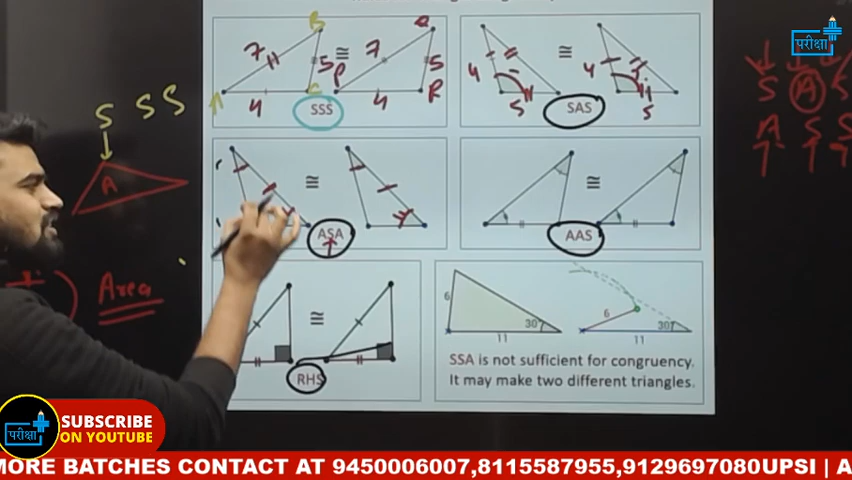 परीक्षा
S S S
A
Area
B
Q
7
≅
7
5
P
5
A
C
R
4
4
SSS
≅
4
4
5
5
SAS
S A S
A S S
≅
ASA
≅
AAS
≅
RHS
6
30
11
6
30
11
SSA is not sufficient for congruency.
It may make two different triangles.
परीक्षा
SUBSCRIBE
ON YOUTUBE
MORE BATCHES CONTACT AT 9450006007,8115587955,9129697080UPSI | A